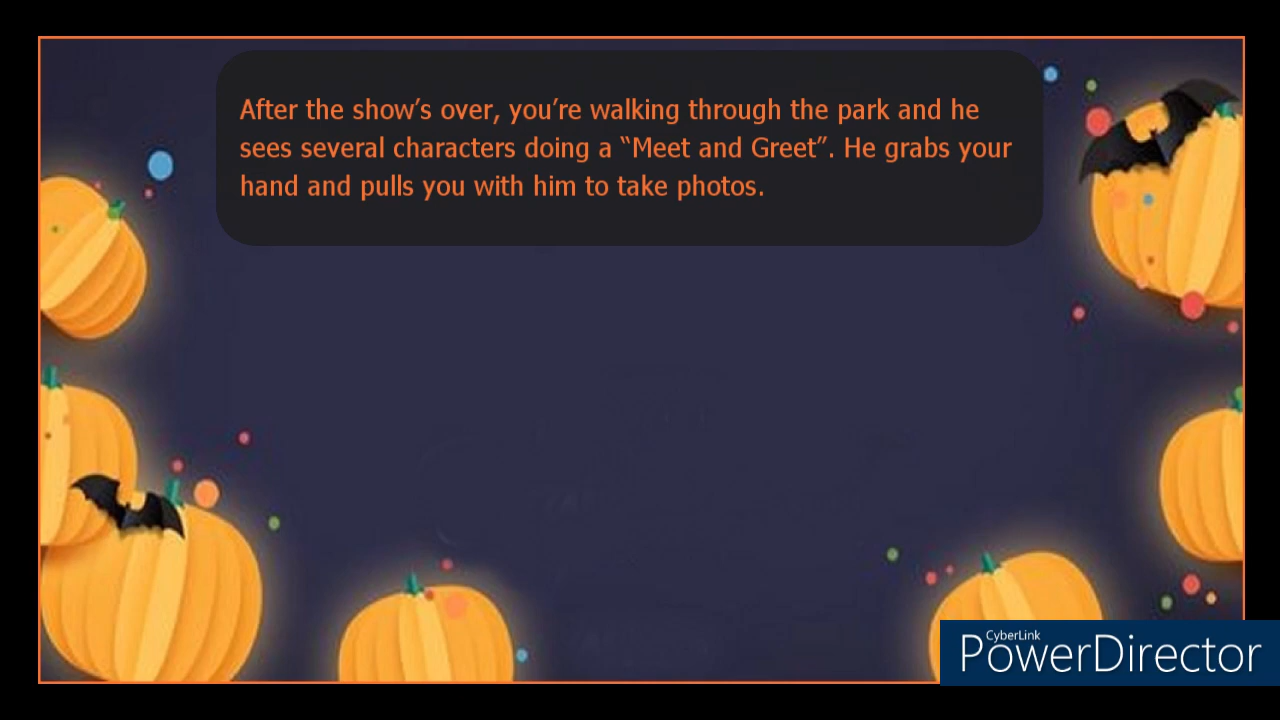 After the show’s over, you’re walking through the park and he
sees several characters doing a “Meet and Greet”. He grabs your
hand and pulls you with him to take photos.
CyberLink
PowerDirector